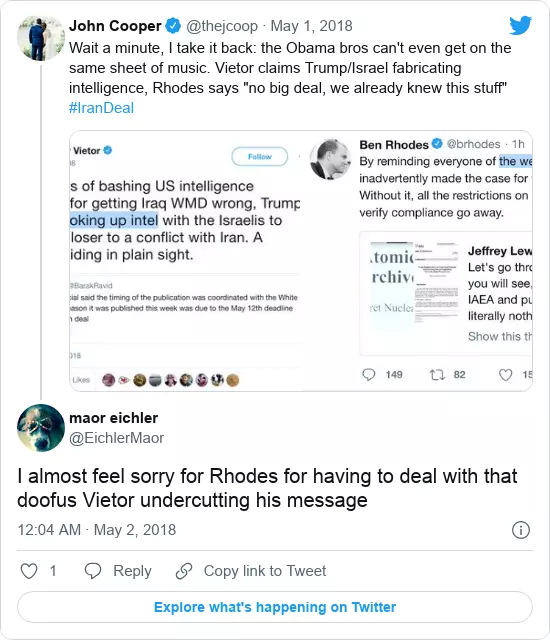 John Cooper @thejcoop · May 1, 2018
Wait a minute, I take it back: the Obama bros can't even get on the
same sheet of music. Vietor claims Trump/Israel fabricating
intelligence, Rhodes says "no big deal, we already knew this stuff"
#IranDeal
Vietor
Follow
s of bashing US intelligence
for getting Iraq WMD wrong, Trump
oking up intel with the Israelis to
loser to a conflict with Iran. A
iding in plain sight.
@BarakRavid
ial said the timing of the publication was coordinated with the White
ason it was published this week was due to the May 12th deadline
deal
018
Likes
Ben Rhodes @brhodes · 1h
By reminding everyone of the we
inadvertently made the case for
Without it, all the restrictions on
verify compliance go away.
tomic
rchiv
ret Nuclea
Jeffrey Lew
Let's go thro
you will see,
IAEA and pu
literally noth
Show this th
149 82 15
maor eichler
@EichlerMaor
I almost feel sorry for Rhodes for having to deal with that
doofus Vietor undercutting his message
12:04 AM · May 2, 2018
1 Reply Copy link to Tweet
Explore what's happening on Twitter